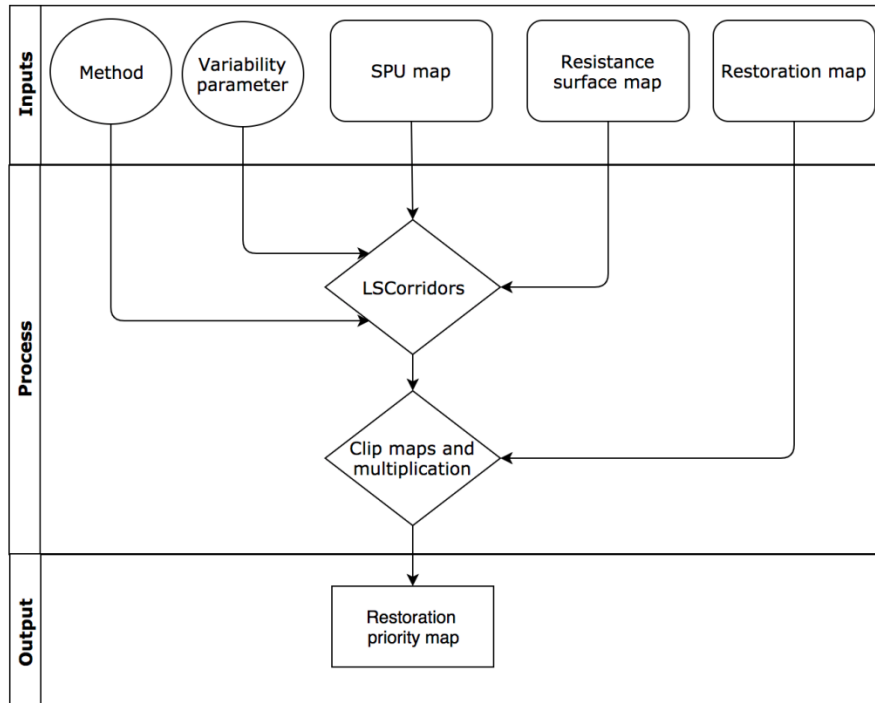 Inputs
Method
Variability
parameter
SPU map
Resistance
surface map
Restoration map
Process
LSCorridors
Clip maps and
multiplication
Output
Restoration
priority map